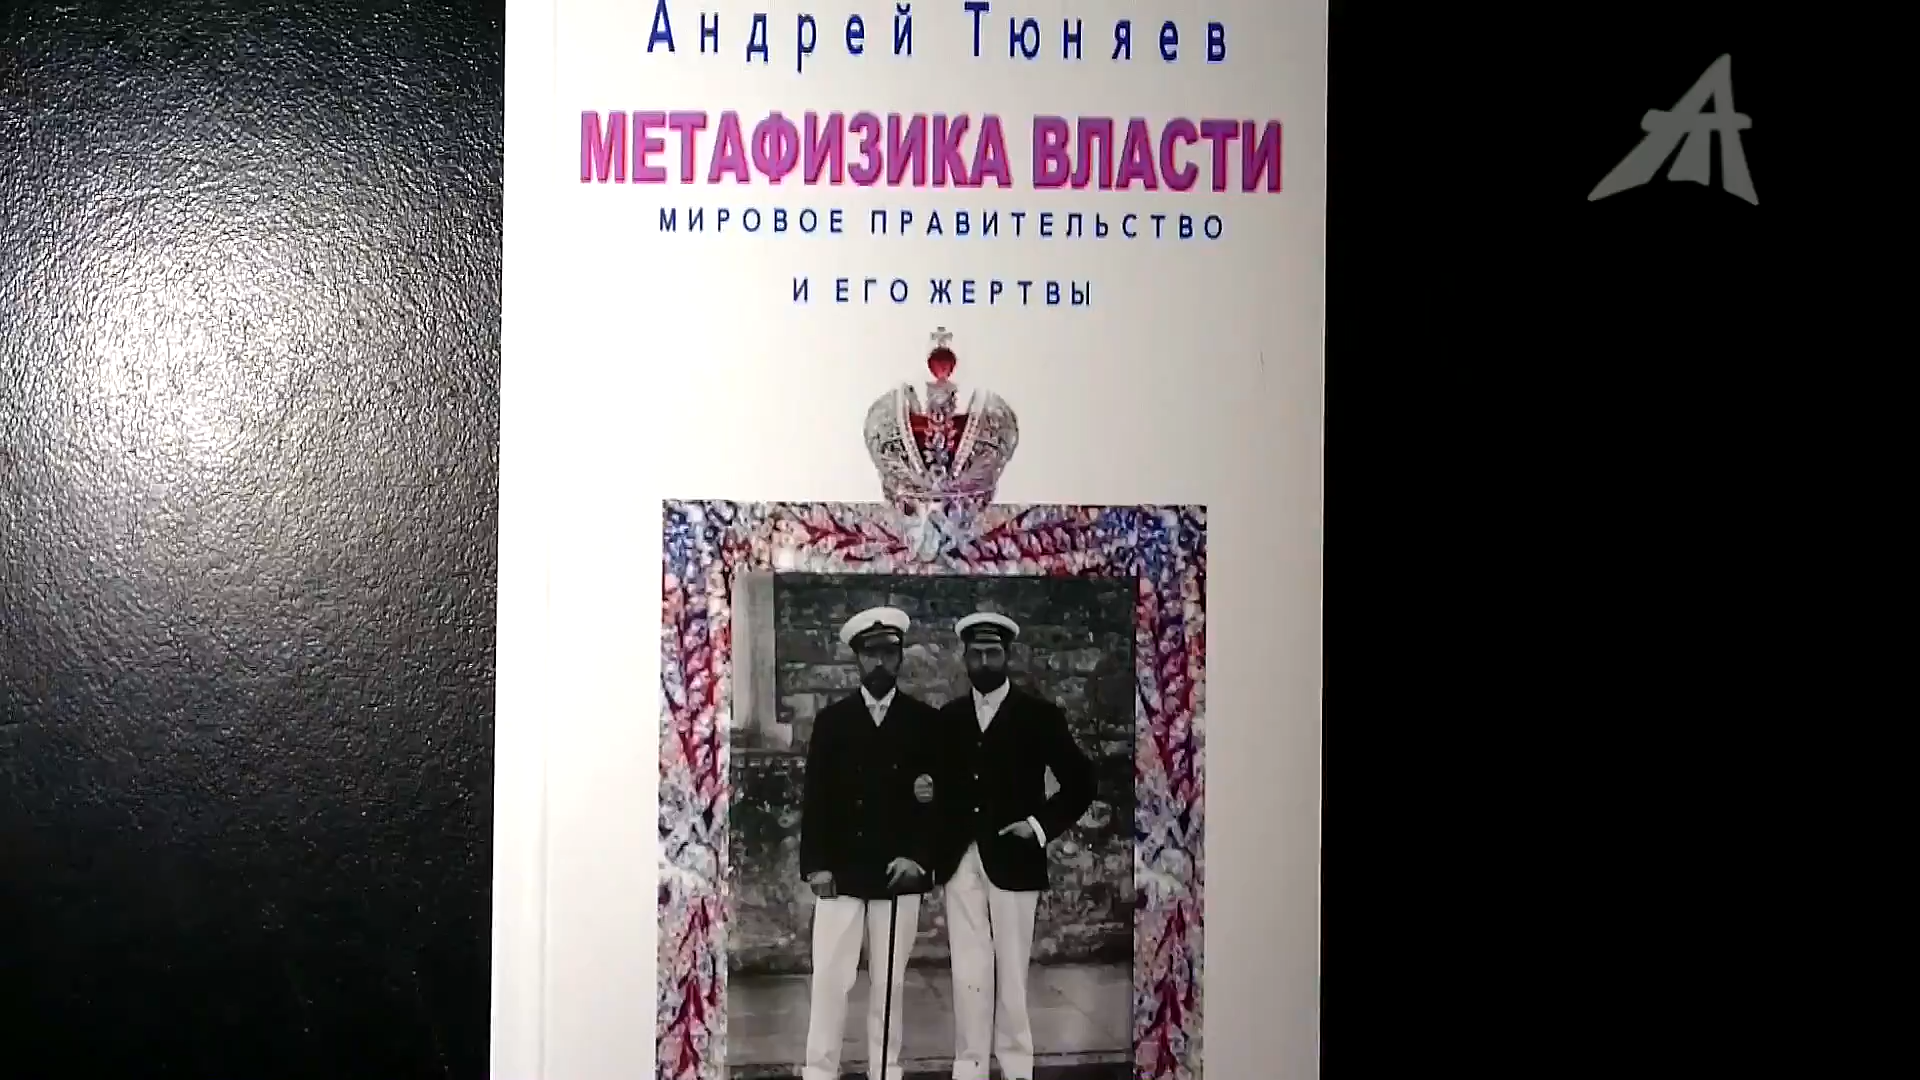 Андрей Тюняев
МЕТАФИЗИКА ВЛАСТИ
МИРОВОЕ ПРАВИТЕЛЬСТВО
И ЕГО ЖЕРТВЫ